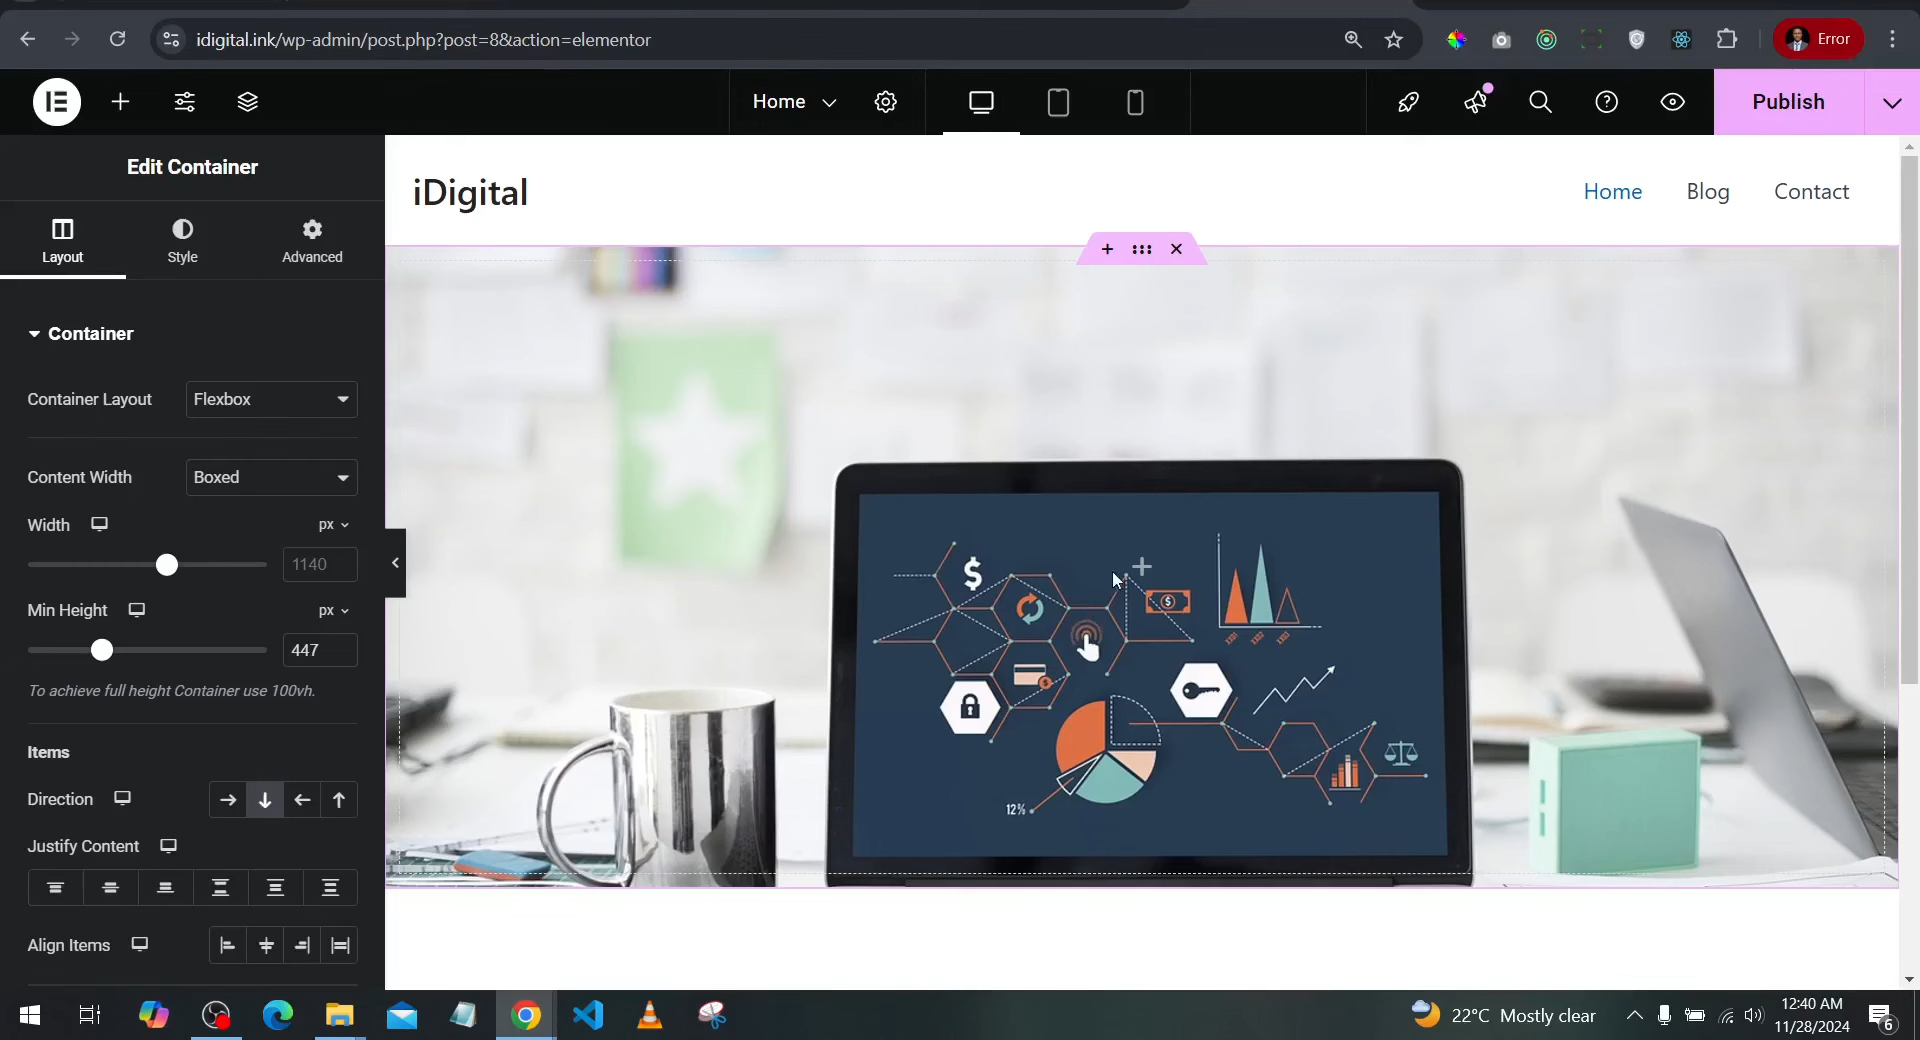 idigital.ink/wp-admin/post.php?post=8&action=elementor
Error
Home
Publish
Edit Container
Layout
Style
Advanced
Container
Container Layout
Flexbox
Content Width
Boxed
Width
px
1140
Min Height
px
447
To achieve full height Container use 100vh.
Items
Direction
Justify Content
Align Items
iDigital
Home
Blog
Contact
12%
22°C Mostly clear
12:40 AM
11/28/2024
6